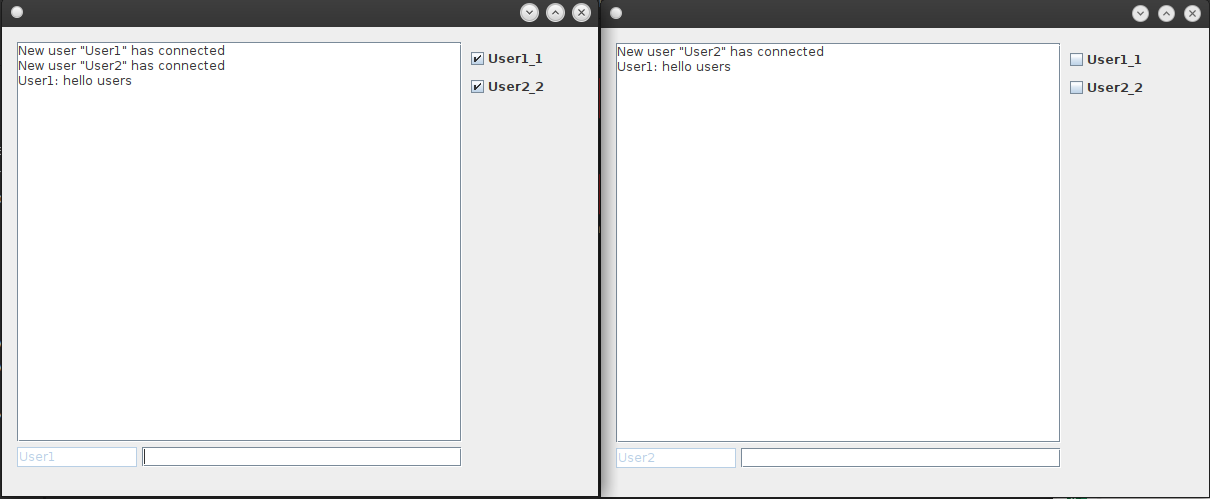 New user "User1" has connected
New user "User2" has connected
User1: hello users
User1_1
User2_2
User1
New user "User2" has connected
User1: hello users
User1_1
User2_2
User2